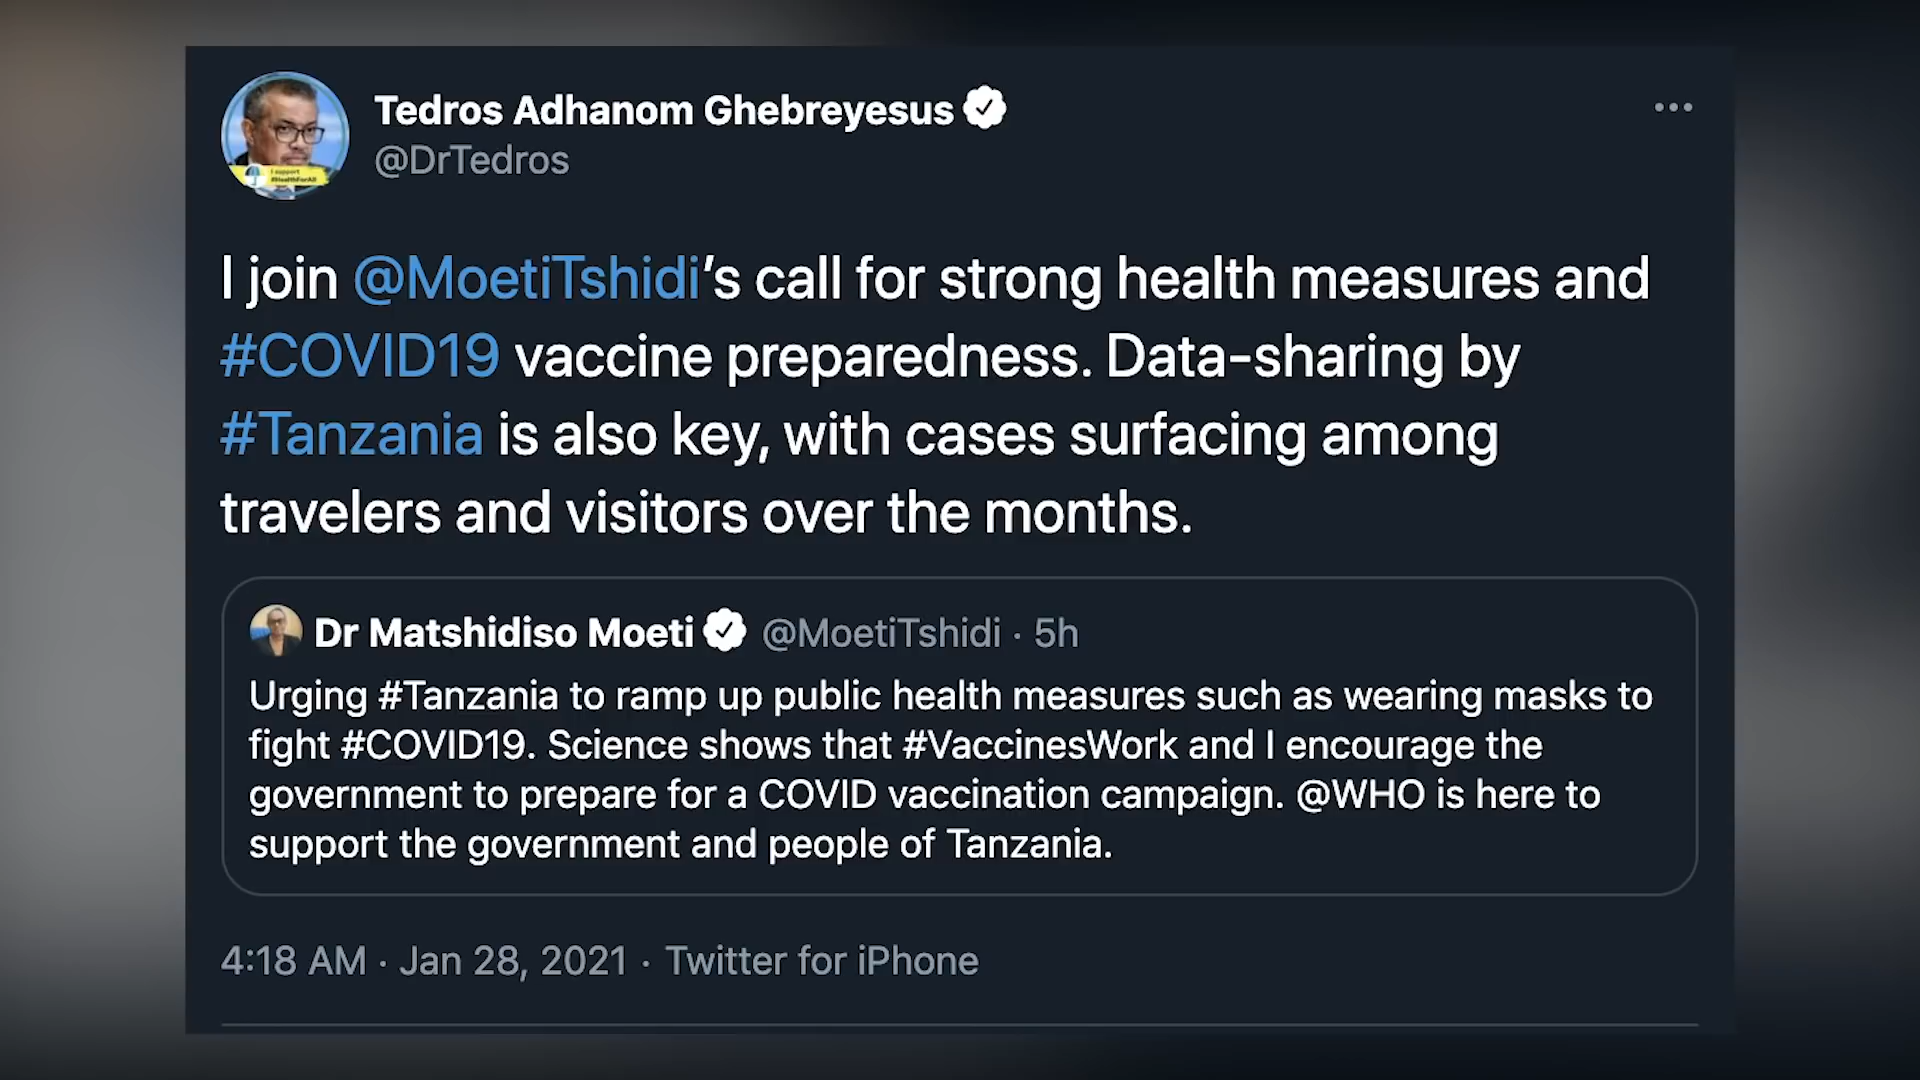 Tedros Adhanom Ghebreyesus
@DrTedros
I support
#HealthForAll
I join @MoetiTshidi's call for strong health measures and
#COVID19 vaccine preparedness. Data-sharing by
#Tanzania is also key, with cases surfacing among
travelers and visitors over the months.
Dr Matshidiso Moeti @MoetiTshidi · 5h
Urging #Tanzania to ramp up public health measures such as wearing masks to
fight #COVID19. Science shows that #VaccinesWork and I encourage the
government to prepare for a COVID vaccination campaign. @WHO is here to
support the government and people of Tanzania.
4:18 AM · Jan 28, 2021 · Twitter for iPhone